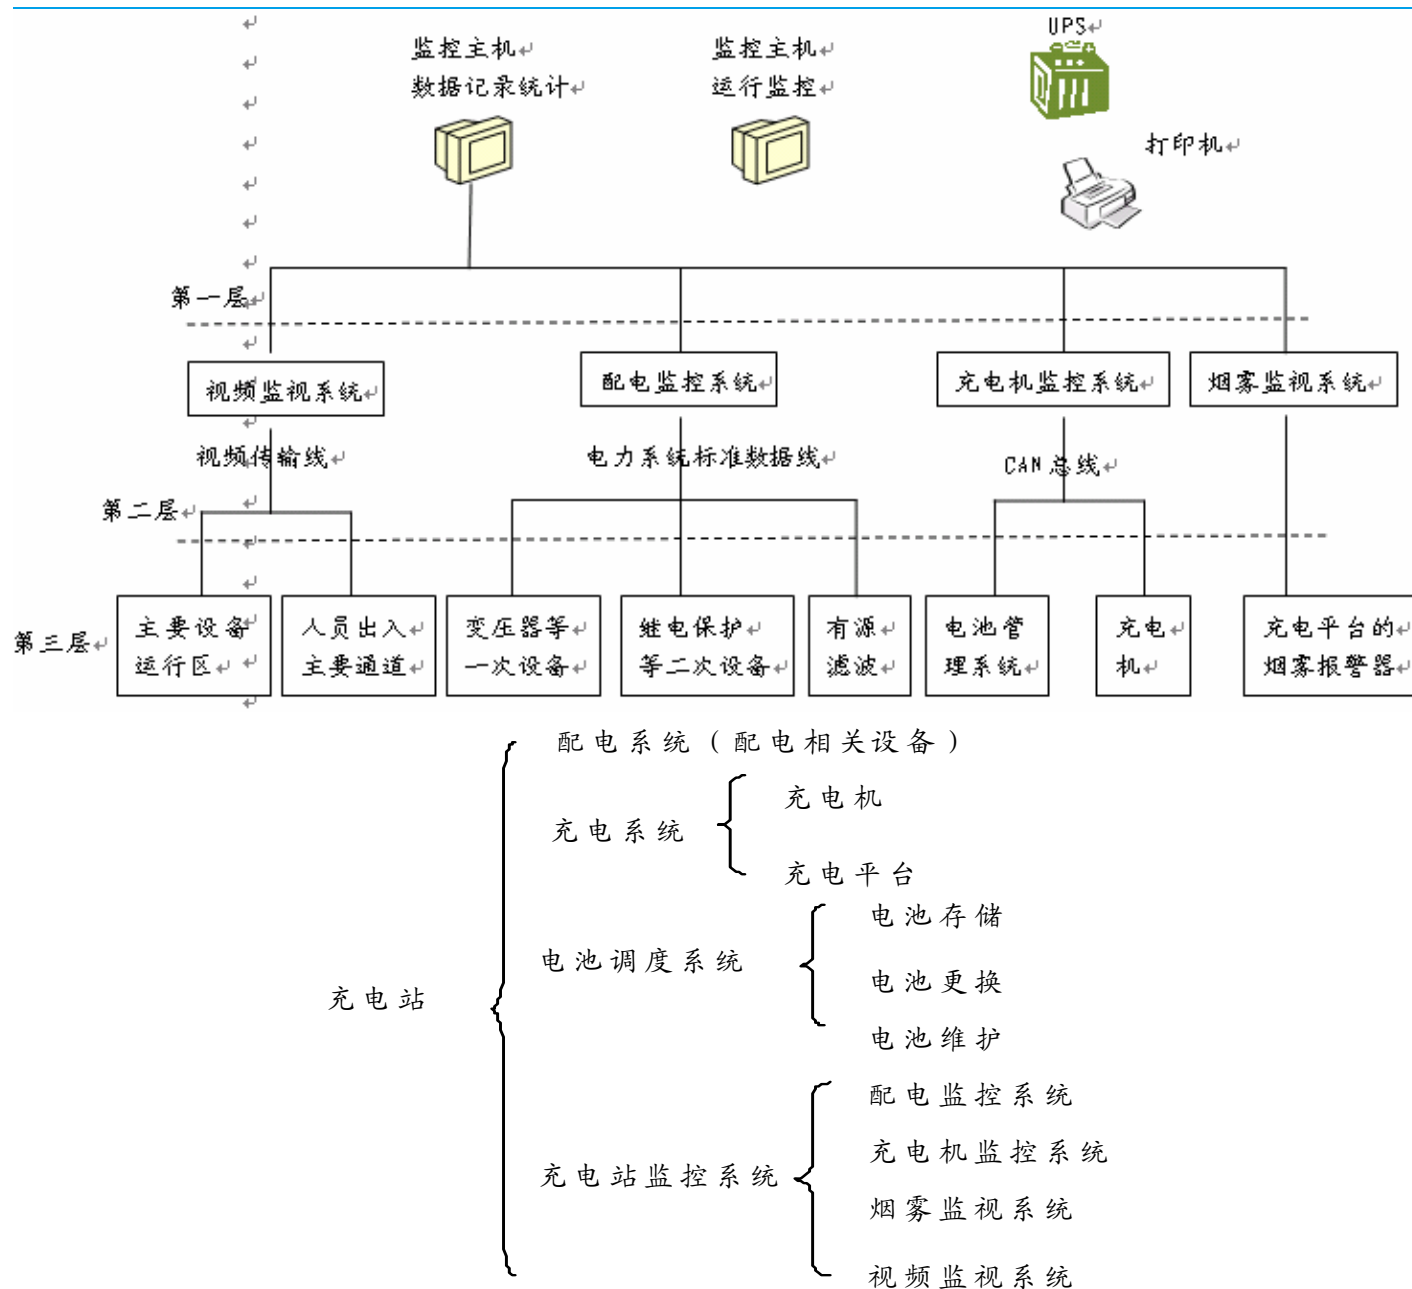 UPS
监控主机
数据记录统计
监控主机
运行监控
打印机
第一层
视频监视系统
配电监控系统
充电机监控系统
烟雾监视系统
视频传输线
电力系统标准数据线
CAN 总线
第二层
第三层
主要设备
运行区
人员出入
主要通道
变压器等
一次设备
继电保护
等二次设备
有源
滤波
电池管
理系统
充电
机
充电平台的
烟雾报警器
配电系统（配电相关设备）
充电机
充电系统
充电平台
电池存储
电池调度系统
电池更换
充电站
电池维护
配电监控系统
充电机监控系统
充电站监控系统
烟雾监视系统
视频监视系统